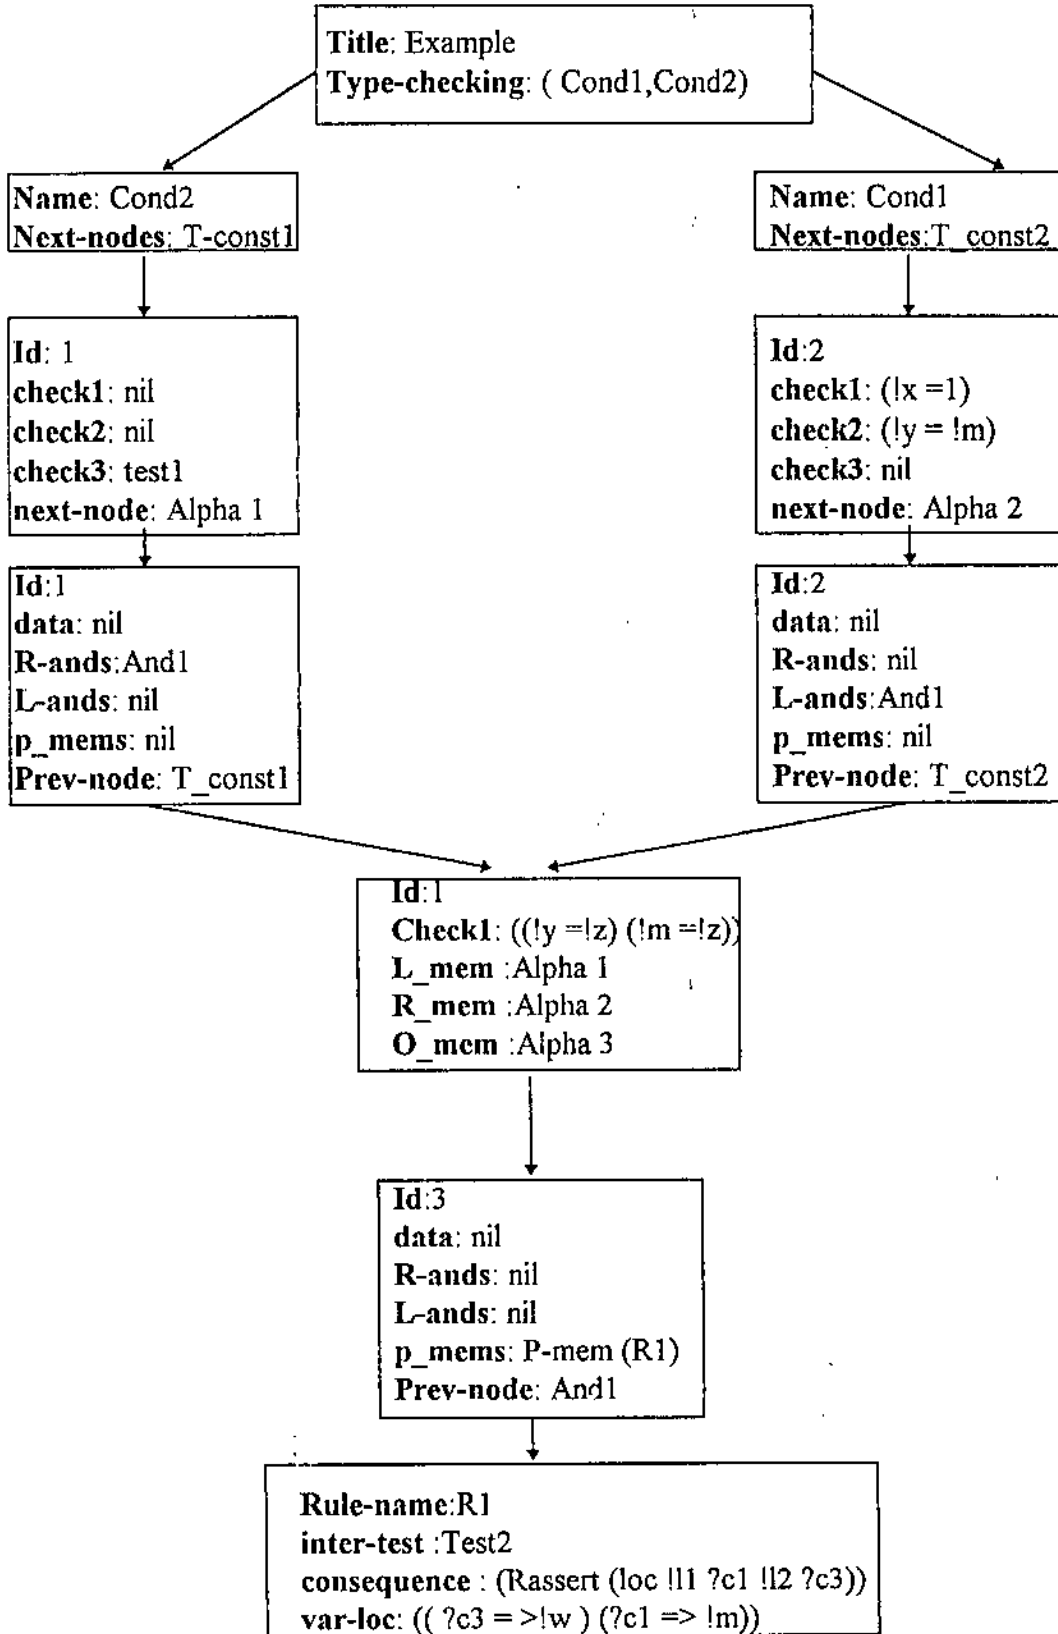 Title: Example
Type-checking: ( Cond1,Cond2)
Name: Cond2
Next-nodes: T-const1
Name: Cond1
Next-nodes:T_const2
Id: 1
check1: nil
check2: nil
check3: test1
next-node: Alpha 1
Id:2
check1: (!x =1)
check2: (!y = !m)
check3: nil
next-node: Alpha 2
Id:1
data: nil
R-ands:And1
L-ands: nil
p_mems: nil
Prev-node: T_const1
Id:2
data: nil
R-ands: nil
L-ands:And1
p_mems: nil
Prev-node: T_const2
Id:1
Check1: ((!y =!z) (!m =!z))
L_mem :Alpha 1
R_mem :Alpha 2
O_mem :Alpha 3
Id:3
data: nil
R-ands: nil
L-ands: nil
p_mems: P-mem (R1)
Prev-node: And1
Rule-name:R1
inter-test :Test2
consequence : (Rassert (loc !l1 ?c1 !l2 ?c3))
var-loc: (( ?c3 = >!w ) (?c1 => !m))